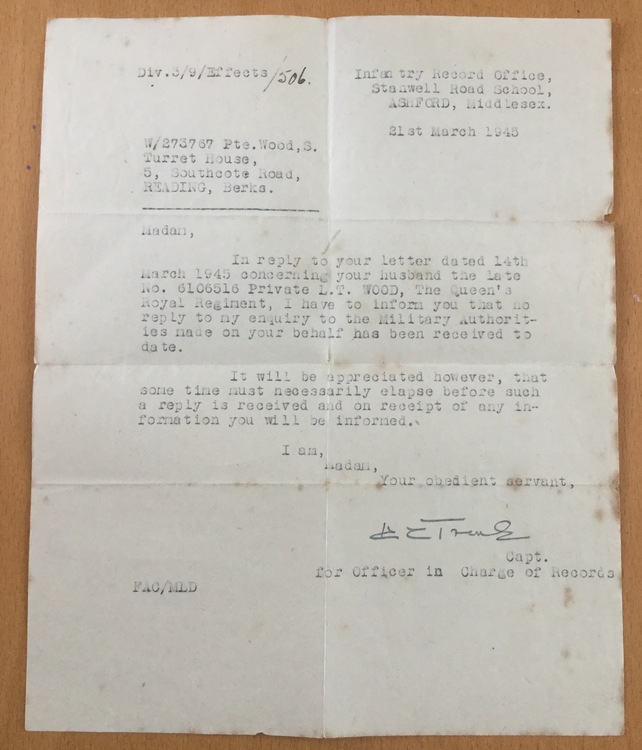 Div.3/9/Effects/506.
Infantry Record Office,
Stanwell Road School,
ASHFORD, Middlesex.
21st March 1945
W/273767 Pte.Wood,S.
Turret House,
5, Southcote Road,
READING, Berks.
Madam,
In reply to your letter dated 14th
March 1945 concerning your husband the late
No. 6106516 Private L.T. WOOD, The Queen's
Royal Regiment, I have to inform you that no
reply to my enquiry to the Military Authorit-
ies made on your behalf has been received to
date.
It will be appreciated however, that
some time must necessarily elapse before such
a reply is received and on receipt of any in-
formation you will be informed.
I am,
Madam,
Your obedient servant,
Capt.
for Officer in Charge of Records
FAC/MLD